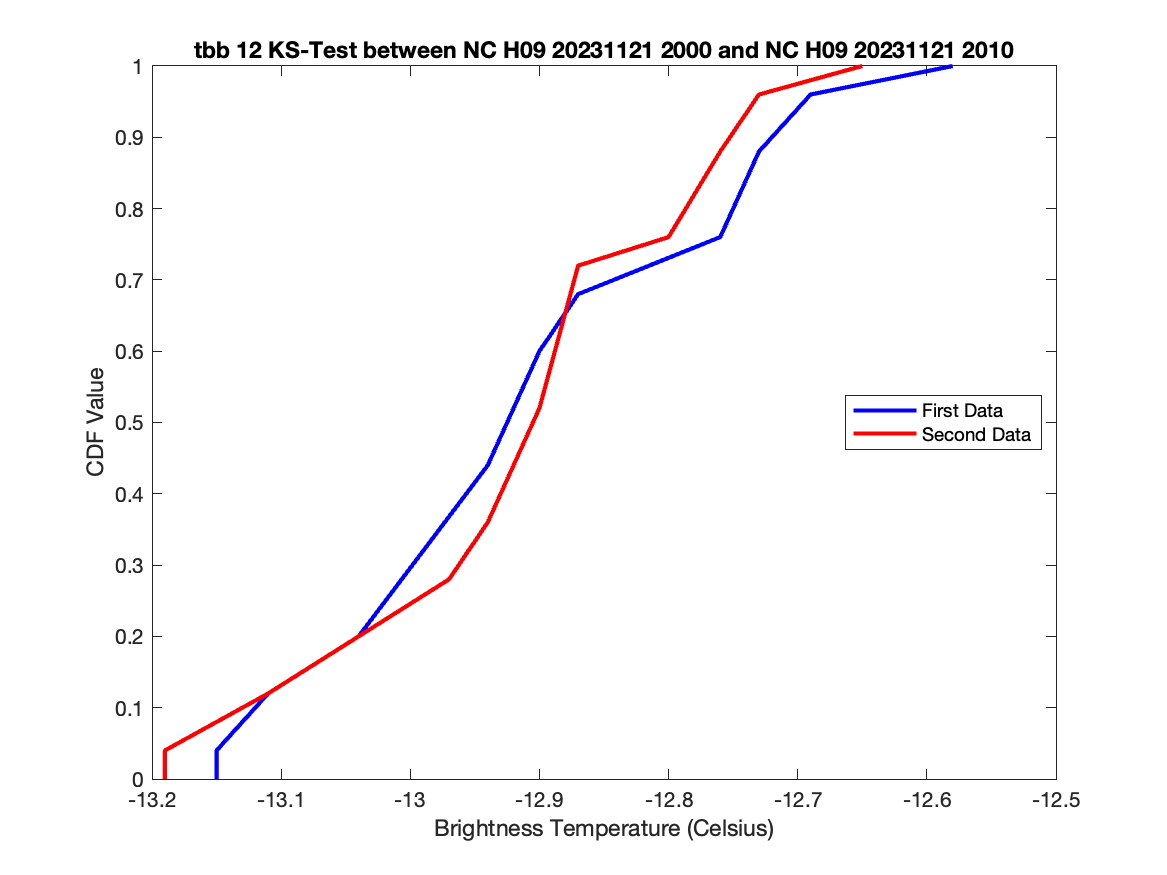 tbb 12 KS-Test between NC H09 20231121 2000 and NC H09 20231121 2010
1
0.9
0.8
0.7
0.6
0.5
0.4
0.3
0.2
0.1
0
CDF Value
First Data
Second Data
-13.2 -13.1 -13 -12.9 -12.8 -12.7 -12.6 -12.5
Brightness Temperature (Celsius)